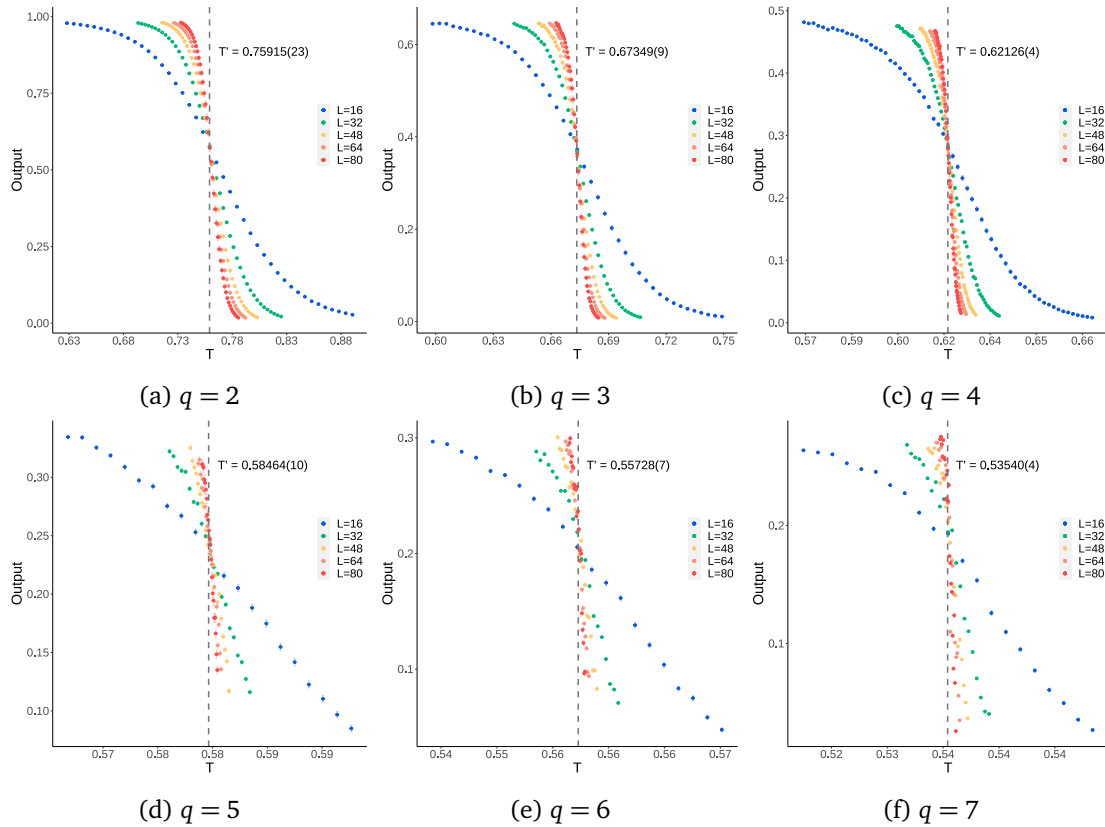 1.00
0.75
0.50
0.25
0.00
Output
T' = 0.75915(23)
L=16
L=32
L=48
L=64
L=80
0.63 0.68 0.73 0.78 0.83 0.88
T
(a) q = 2
0.6
0.4
0.2
0.0
Output
T' = 0.67349(9)
L=16
L=32
L=48
L=64
L=80
0.60 0.63 0.66 0.69 0.72 0.75
T
(b) q = 3
0.5
0.4
0.3
0.2
0.1
0.0
Output
T' = 0.62126(4)
L=16
L=32
L=48
L=64
L=80
0.57 0.58 0.60 0.62 0.64 0.65 0.66
T
(c) q = 4
0.30
0.25
0.20
0.15
0.10
Output
T' = 0.58464(10)
L=16
L=32
L=48
L=64
L=80
0.57 0.58 0.58 0.59 0.59
T
(d) q = 5
0.3
0.2
0.1
Output
T' = 0.55728(7)
L=16
L=32
L=48
L=64
L=80
0.54 0.55 0.56 0.56 0.57
T
(e) q = 6
0.2
0.1
Output
T' = 0.53540(4)
L=16
L=32
L=48
L=64
L=80
0.52 0.53 0.54 0.54 0.54
T
(f) q = 7